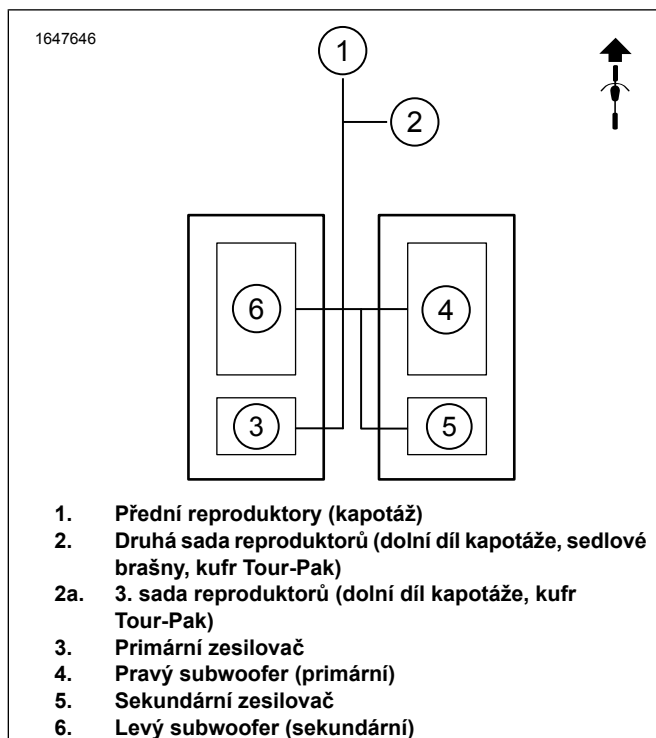 1647646
1
2
6
4
3
5
1. Přední reproduktory (kapotáž)
2. Druhá sada reproduktorů (dolní díl kapotáže, sedlové
brašny, kufr Tour-Pak)
2a. 3. sada reproduktorů (dolní díl kapotáže, kufr
Tour-Pak)
3. Primární zesilovač
4. Pravý subwoofer (primární)
5. Sekundární zesilovač
6. Levý subwoofer (sekundární)